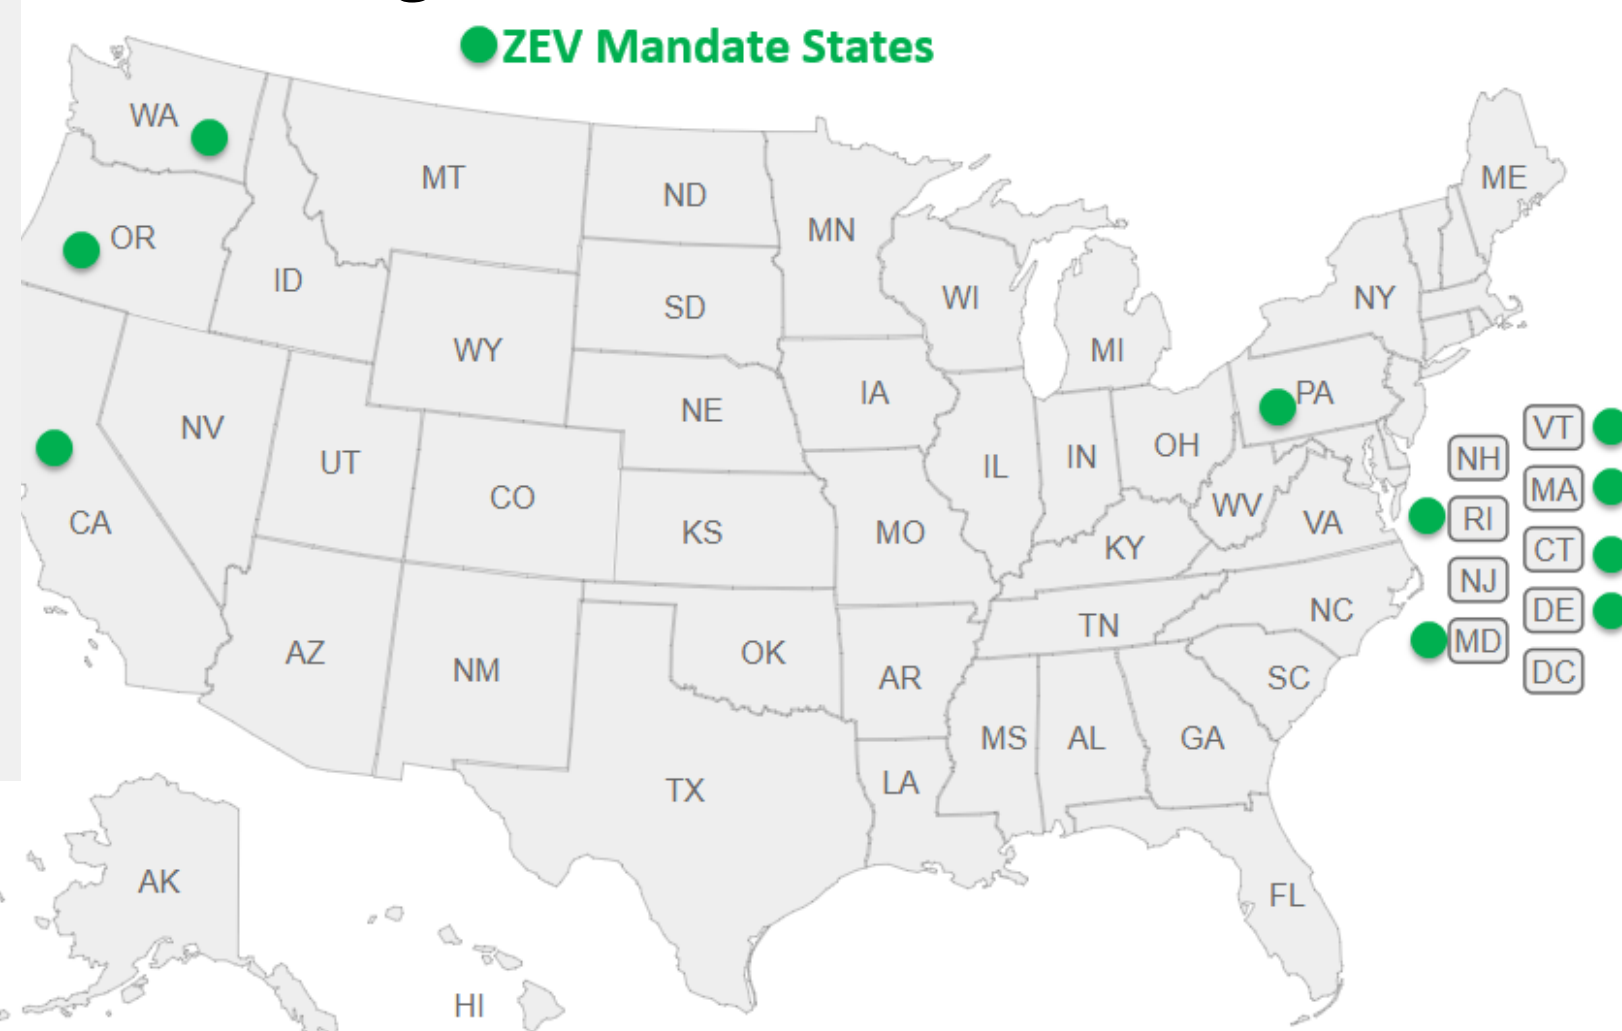 ZEV Mandate States
WA
MT
ND
MN
ME
OR
ID
SD
WI
NY
WY
MI
NV
NE
IA
PA
UT
CO
IL
IN
OH
VT
NH
MA
CA
KS
MO
WV
VA
RI
KY
CT
NJ
AZ
NM
OK
TN
NC
DE
AR
SC
MD
DC
TX
MS
AL
GA
LA
AK
FL
HI